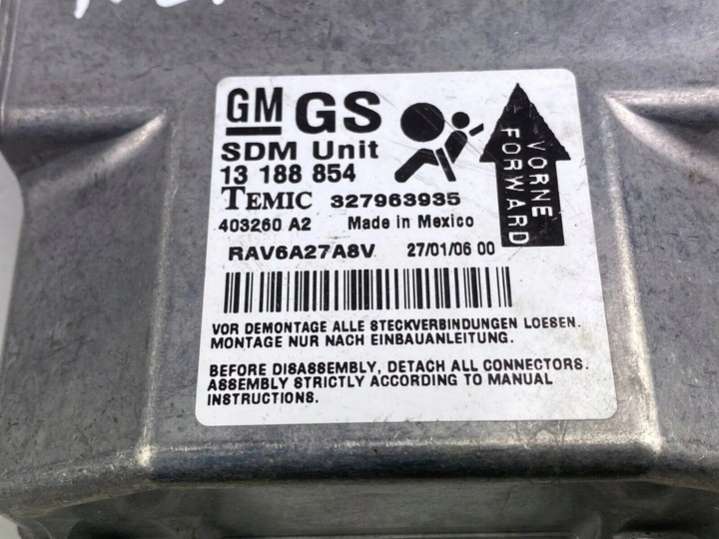 GM GS
SDM Unit
13 188 854
TEMIC 327963935
403260 A2 Made in Mexico
RAV6A27A8V 27/01/06 00
VORNE
FORWARD
VOR DEMONTAGE ALLE STECKVERBINDUNGEN LOESEN.
MONTAGE NUR NACH EINBAUANLEITUNG.
BEFORE DISASSEMBLY, DETACH ALL CONNECTORS.
ASSEMBLY STRICTLY ACCORDING TO MANUAL
INSTRUCTIONS.